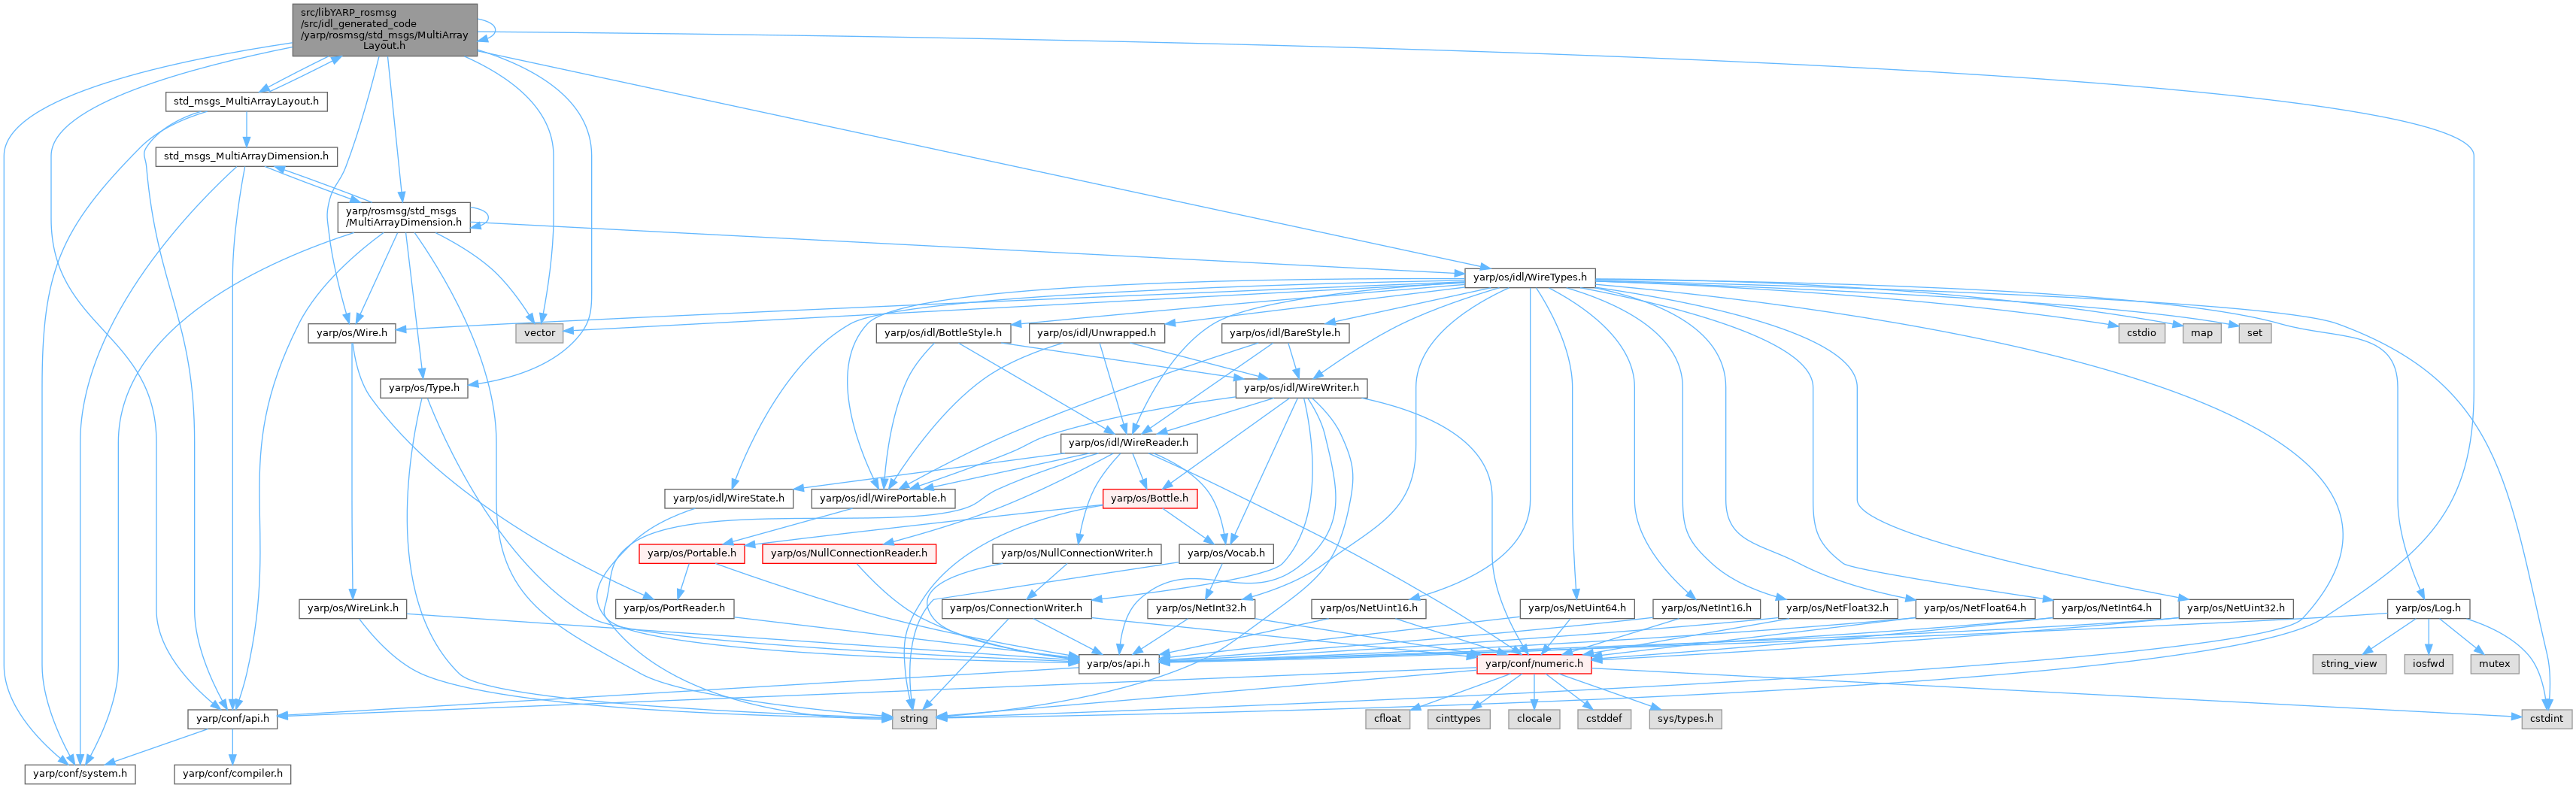 src/libYARP_rosmsg
/src/idl_generated_code
/yarp/rosmsg/std_msgs/MultiArray
Layout.h
std_msgs_MultiArrayLayout.h
std_msgs_MultiArrayDimension.h
yarp/rosmsg/std_msgs
/MultiArrayDimension.h
yarp/os/idl/WireTypes.h
yarp/os/Wire.h
vector
yarp/os/idl/BottleStyle.h
yarp/os/idl/Unwrapped.h
yarp/os/idl/BareStyle.h
cstdio
map
set
yarp/os/Type.h
yarp/os/idl/WireWriter.h
yarp/os/idl/WireReader.h
yarp/os/idl/WireState.h
yarp/os/idl/WirePortable.h
yarp/os/Bottle.h
yarp/os/Portable.h
yarp/os/NullConnectionReader.h
yarp/os/NullConnectionWriter.h
yarp/os/Vocab.h
yarp/os/WireLink.h
yarp/os/PortReader.h
yarp/os/ConnectionWriter.h
yarp/os/NetInt32.h
yarp/os/NetUint16.h
yarp/os/NetUint64.h
yarp/os/NetInt16.h
yarp/os/NetFloat32.h
yarp/os/NetFloat64.h
yarp/os/NetInt64.h
yarp/os/NetUint32.h
yarp/os/Log.h
yarp/os/api.h
yarp/conf/numeric.h
string_view
iosfwd
mutex
yarp/conf/api.h
string
cfloat
cinttypes
clocale
cstddef
sys/types.h
cstdint
yarp/conf/system.h
yarp/conf/compiler.h